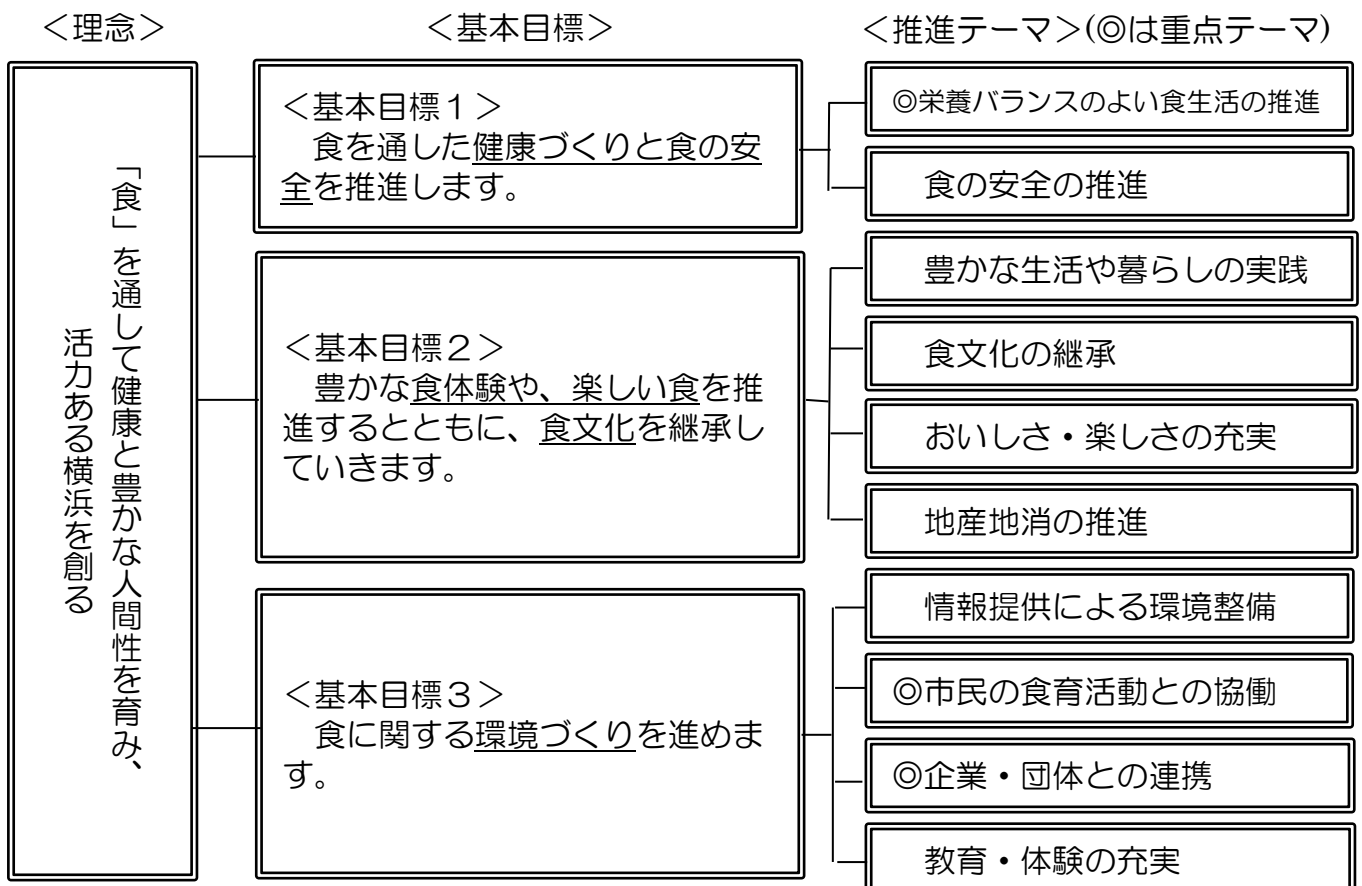 ＜理念＞
＜基本目標＞
＜推進テーマ＞(◎は重点テーマ)
「食」を通して健康と豊かな人間性を育み、
活力ある横浜を創る
＜基本目標１＞
食を通した健康づくりと食の安
全を推進します。
◎栄養バランスのよい食生活の推進
食の安全の推進
＜基本目標２＞
豊かな食体験や、楽しい食を推
進するとともに、食文化を継承し
ていきます。
豊かな生活や暮らしの実践
食文化の継承
おいしさ・楽しさの充実
地産地消の推進
＜基本目標３＞
食に関する環境づくりを進めま
す。
情報提供による環境整備
◎市民の食育活動との協働
◎企業・団体との連携
教育・体験の充実